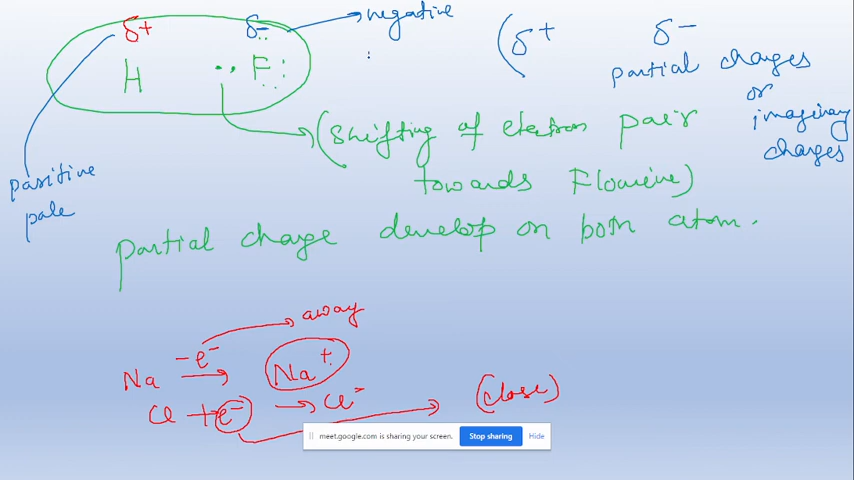 δ+ δ- negative
δ+ δ-
H F
partial charges
or
imaginary
charges
(Shifting of electron pair
towards Flourine)
positive
pole
partial charge develop on both atom.
away
Na -e⁻ → Na⁺
Cl + e⁻ → Cl⁻ (close)
meet.google.com is sharing your screen. Stop sharing Hide